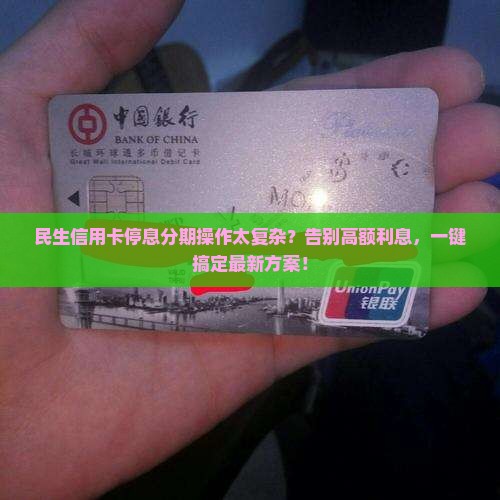 中国银行
BANK OF CHINA
长城环球通多币借记卡
Great Wall International Debit Card
民生信用卡停息分期操作太复杂？告别高额利息，一键
搞定最新方案！
UnionPay
银联